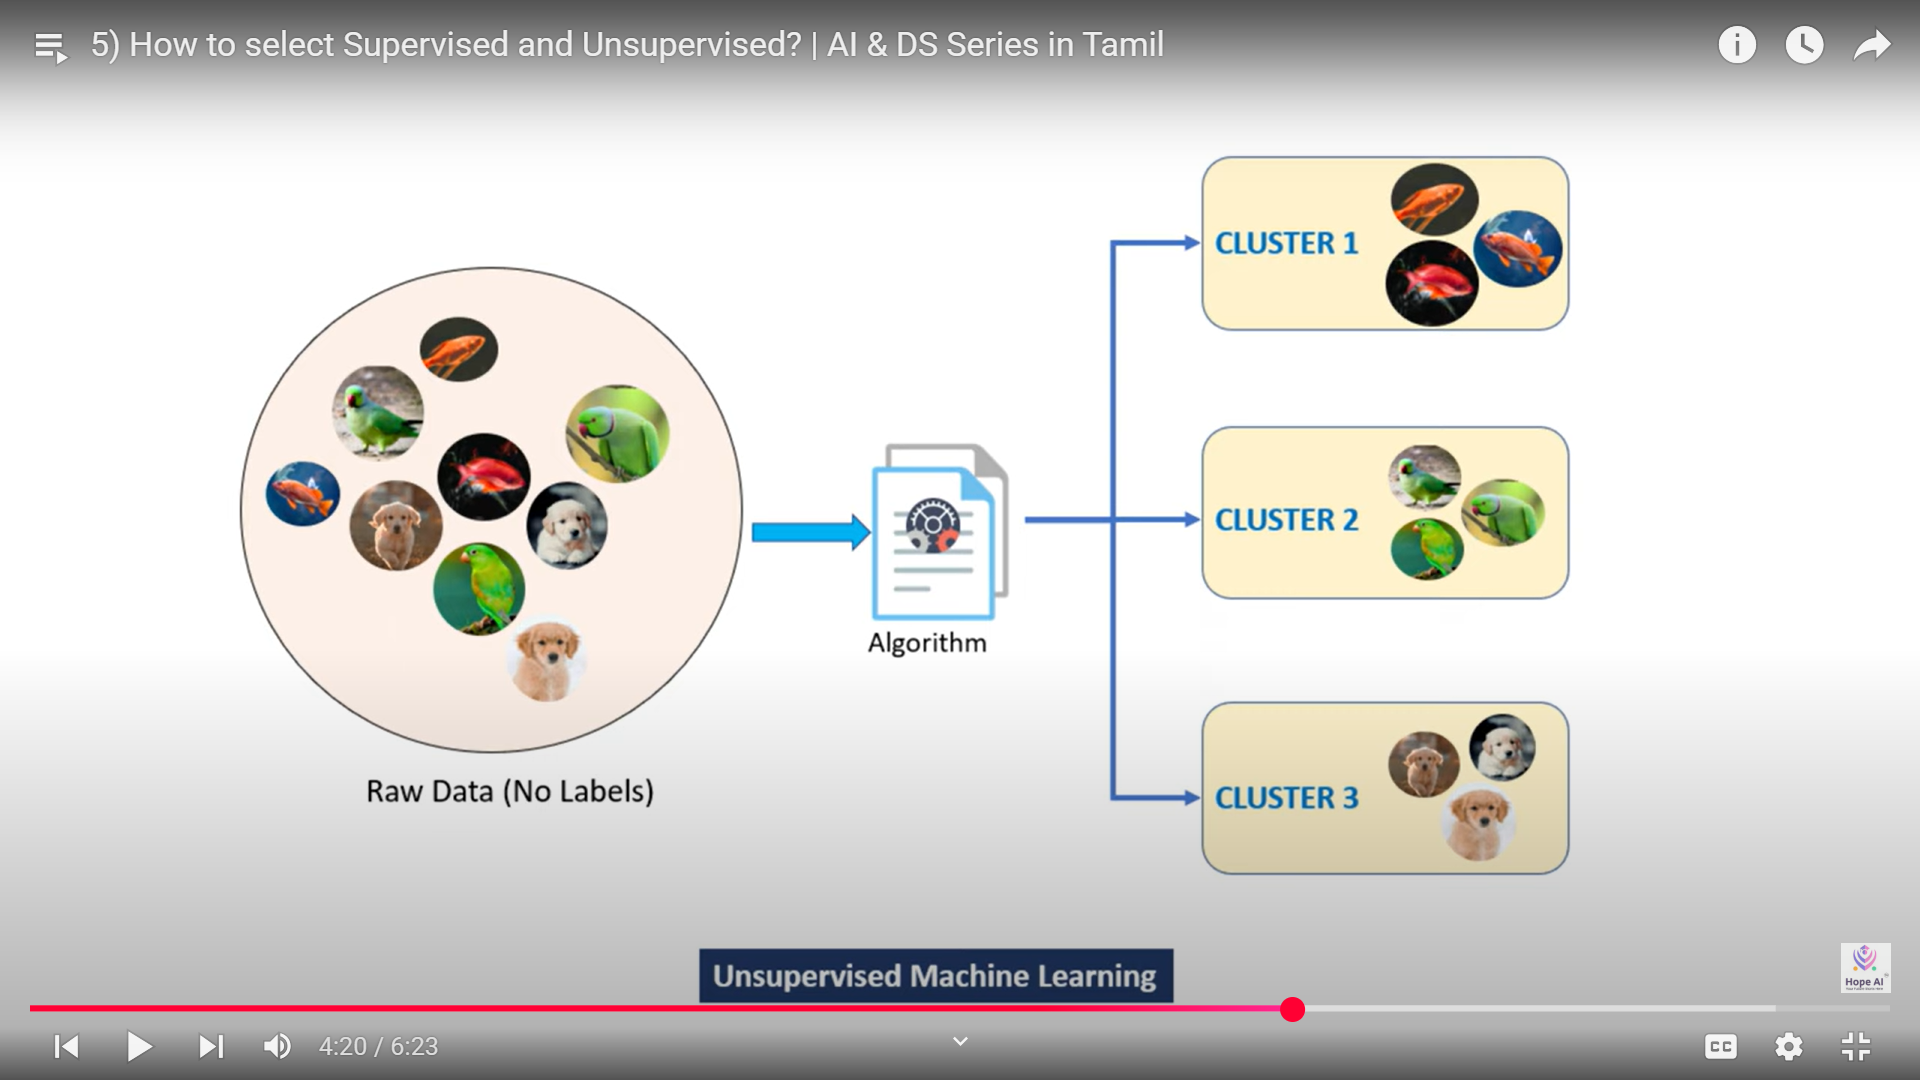 5) How to select Supervised and Unsupervised? | AI & DS Series in Tamil
CLUSTER 1
CLUSTER 2
Algorithm
CLUSTER 3
Raw Data (No Labels)
Unsupervised Machine Learning
Hope AI
4:20 / 6:23
CC